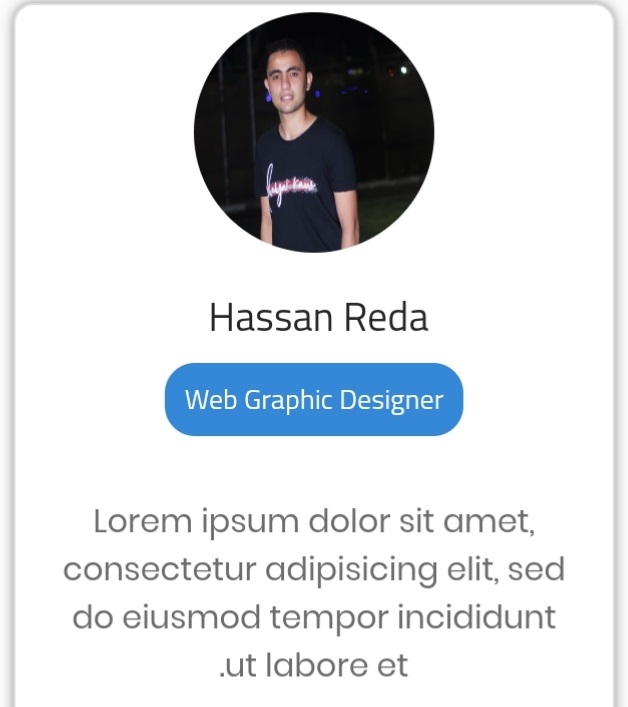 Hassan Reda
Web Graphic Designer
Lorem ipsum dolor sit amet,
consectetur adipisicing elit, sed
do eiusmod tempor incididunt
.ut labore et